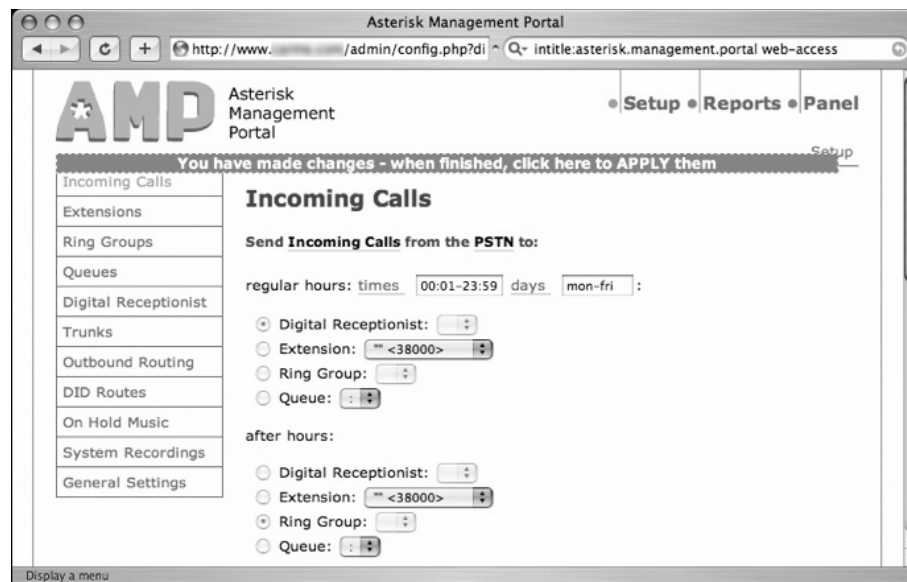 Asterisk Management Portal
http://www. /admin/config.php?di
intitle:asterisk.management.portal web-access
AMP
Asterisk
Management
Portal
Setup
Reports
Panel
Setup
You have made changes - when finished, click here to APPLY them
Incoming Calls
Extensions
Ring Groups
Queues
Digital Receptionist
Trunks
Outbound Routing
DID Routes
On Hold Music
System Recordings
General Settings
Incoming Calls
Send Incoming Calls from the PSTN to:
regular hours: times 00:01-23:59 days mon-fri :
Digital Receptionist:
Extension: "" <38000>
Ring Group:
Queue: :
after hours:
Digital Receptionist:
Extension: "" <38000>
Ring Group:
Queue: :
Display a menu